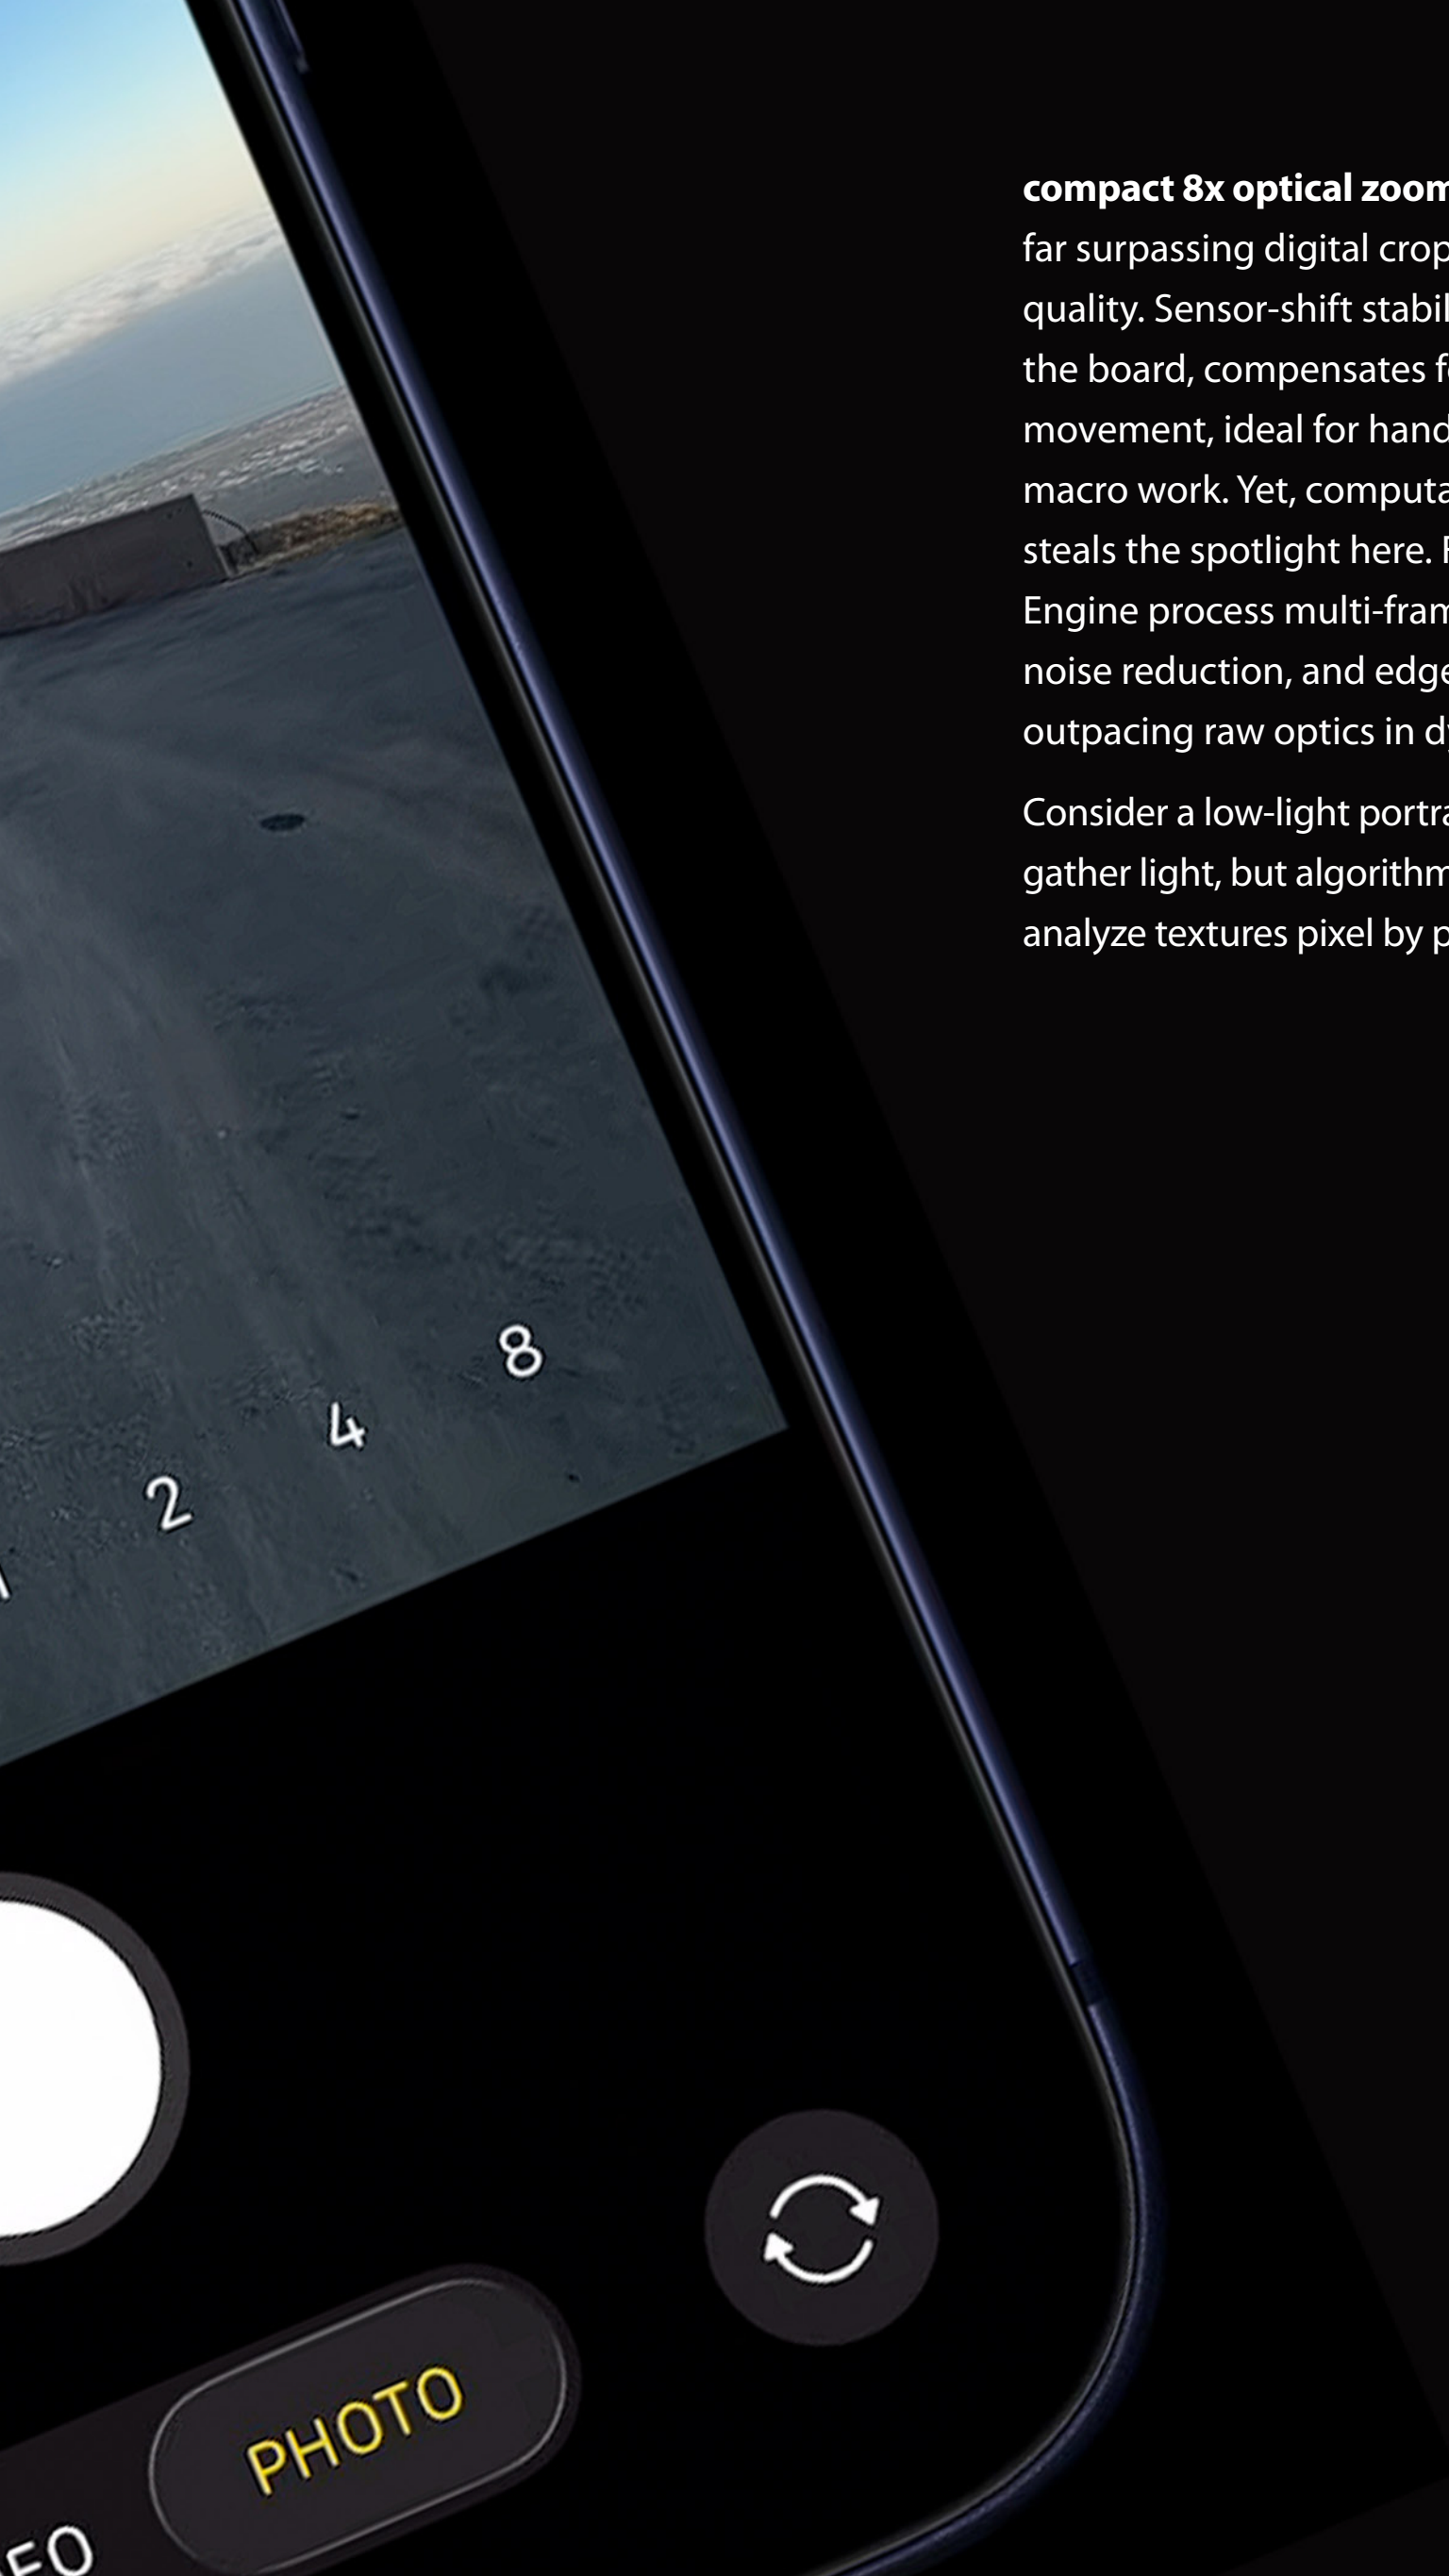 compact 8x optical zoom
far surpassing digital crop
quality. Sensor-shift stabil
the board, compensates f
movement, ideal for hand
macro work. Yet, computa
steals the spotlight here.
Engine process multi-fram
noise reduction, and edge
outpacing raw optics in d
Consider a low-light portra
gather light, but algorithm
analyze textures pixel by p
8
4
2
PHOTO
EO